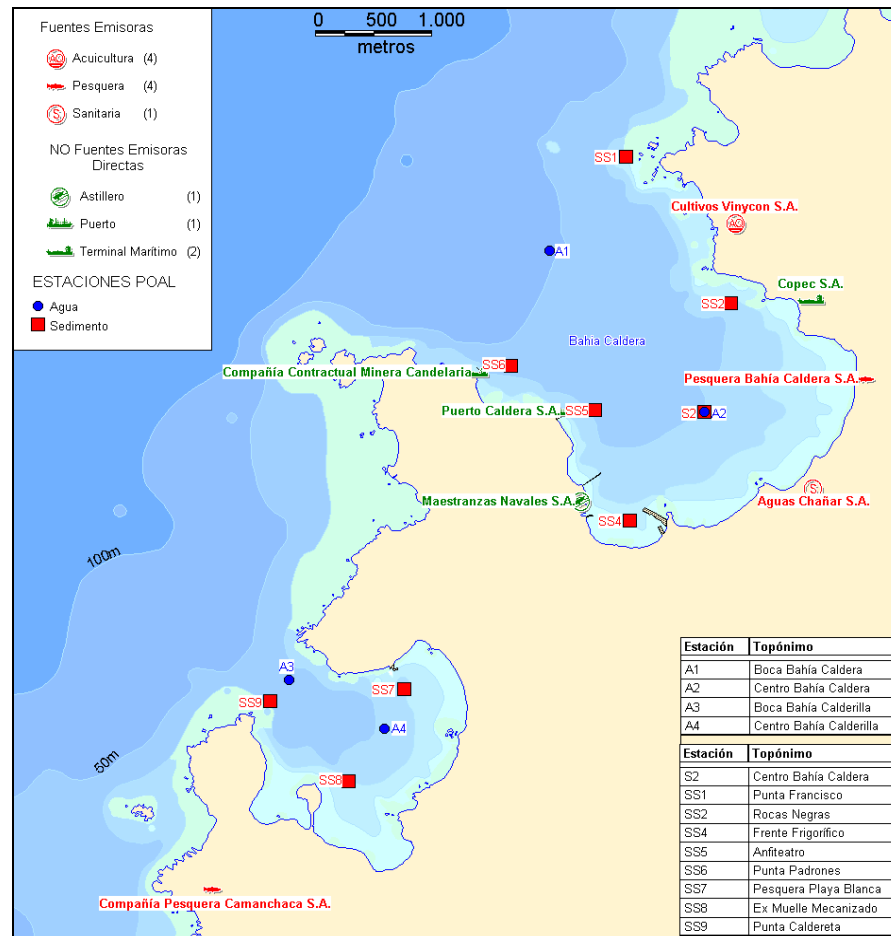 Fuentes Emisoras
Acuicultura (4)
Pesquera (4)
Sanitaria (1)
NO Fuentes Emisoras
Directas
Astillero (1)
Puerto (1)
Terminal Marítimo (2)
ESTACIONES POAL
Agua
Sedimento
0 500 1.000
metros
SS1
Cultivos Vinycon S.A.
A1
Copec S.A.
SS2
Bahía Caldera
SS6
Compañía Contractual Minera Candelaria
Pesquera Bahía Caldera S.A.
Puerto Caldera S.A.
SS5
S2 A2
Maestranzas Navales S.A.
Aguas Chañar S.A.
SS4
100m
A3
SS7
SS9
A4
50m
SS8
Compañía Pesquera Camanchaca S.A.
Estación Topónimo
A1 Boca Bahía Caldera
A2 Centro Bahía Caldera
A3 Boca Bahía Calderilla
A4 Centro Bahía Calderilla
Estación Topónimo
S2 Centro Bahía Caldera
SS1 Punta Francisco
SS2 Rocas Negras
SS4 Frente Frigorífico
SS5 Anfiteatro
SS6 Punta Padrones
SS7 Pesquera Playa Blanca
SS8 Ex Muelle Mecanizado
SS9 Punta Caldereta